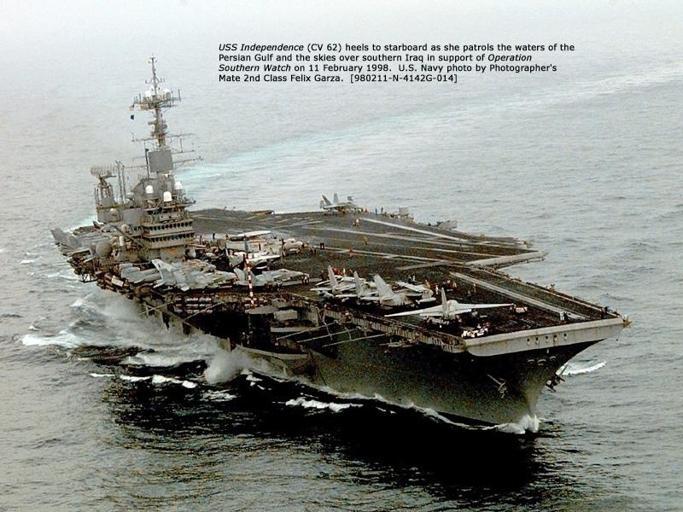 USS Independence (CV 62) heels to starboard as she patrols the waters of the
Persian Gulf and the skies over southern Iraq in support of Operation
Southern Watch on 11 February 1998.  U.S. Navy photo by Photographer's
Mate 2nd Class Felix Garza.  [980211-N-4142G-014]